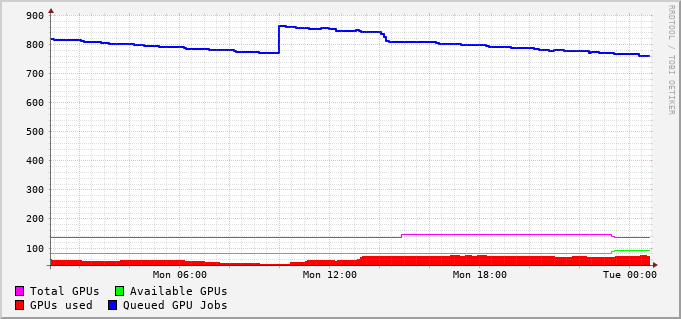 900
800
700
600
500
400
300
200
100
Mon 06:00 Mon 12:00 Mon 18:00 Tue 00:00
Total GPUs Available GPUs
GPUs used Queued GPU Jobs
RRDTOOL / TOBI OETIKER